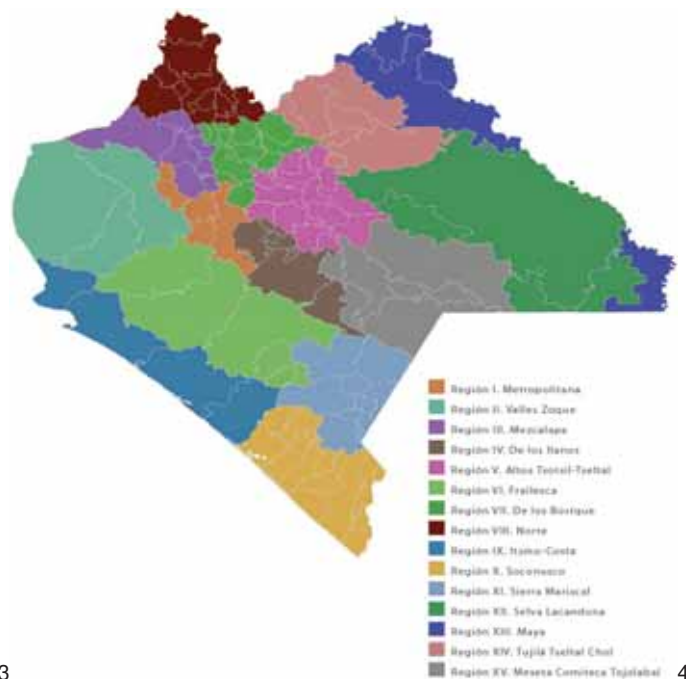 Región I. Metropolitana
Región II. Valles Zoque
Región III. Mezcalapa
Región IV. De los llanos
Región V. Altos Tsotsil-Tseltal
Región VI. Frailesca
Región VII. De los Bosques
Región VIII. Norte
Región IX. Istmo-Costa
Región X. Soconusco
Región XI. Sierra Mariscal
Región XII. Selva Lacandona
Región XIII. Maya
Región XIV. Tulijá Tseltal Chol
Región XV. Meseta Comiteca Tojolabal
3
4